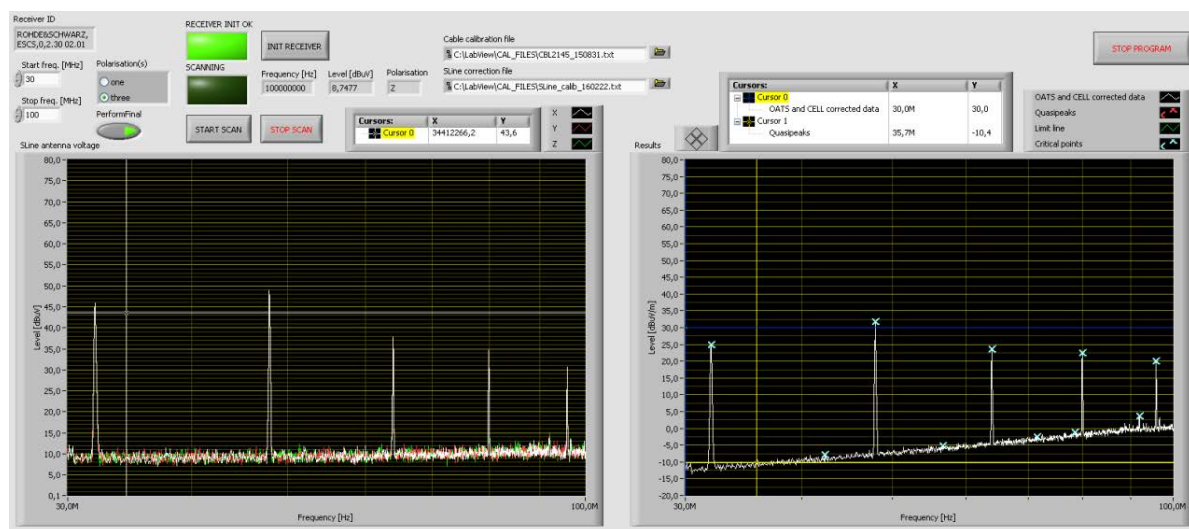 Receiver ID
ROHDE&SCHWARZ,
ESCS,0,2.30 02.01
Start freq. [MHz]
30
Stop freq. [MHz]
100
Polarisation(s)
one
three
PerformFinal
RECEIVER INIT OK
SCANNING
INIT RECEIVER
START SCAN
STOP SCAN
Frequency [Hz] Level [dBuV] Polarisation
100000000 0,7477 Z
Cable calibration file
C:\LabView\CAL_FILES\CBL2145_150831.txt
SLine correction file
C:\LabView\CAL_FILES\SLine_calib_160222.txt
STOP PROGRAM
Cursors: X Y
Cursor 0 34412266,2 43,6
X
Y
Z
Cursors: X Y
Cursor 0
OATS and CELL corrected data 30,0M 30,0
Cursor 1
Quasipeaks 35,7M -10,4
OATS and CELL corrected data
Quasipeaks
Limit line
Critical points
SLine antenna voltage
Level [dBuV]
80,0
75,0
70,0
65,0
60,0
55,0
50,0
45,0
40,0
35,0
30,0
25,0
20,0
15,0
10,0
5,0
0,1
30,0M 100,0M
Frequency [Hz]
Results
Level [dBuV/m]
80,0
75,0
70,0
65,0
60,0
55,0
50,0
45,0
40,0
35,0
30,0
25,0
20,0
15,0
10,0
5,0
0,0
-5,0
-10,0
-15,0
-20,0
30,0M 100,0M
Frequency [Hz]